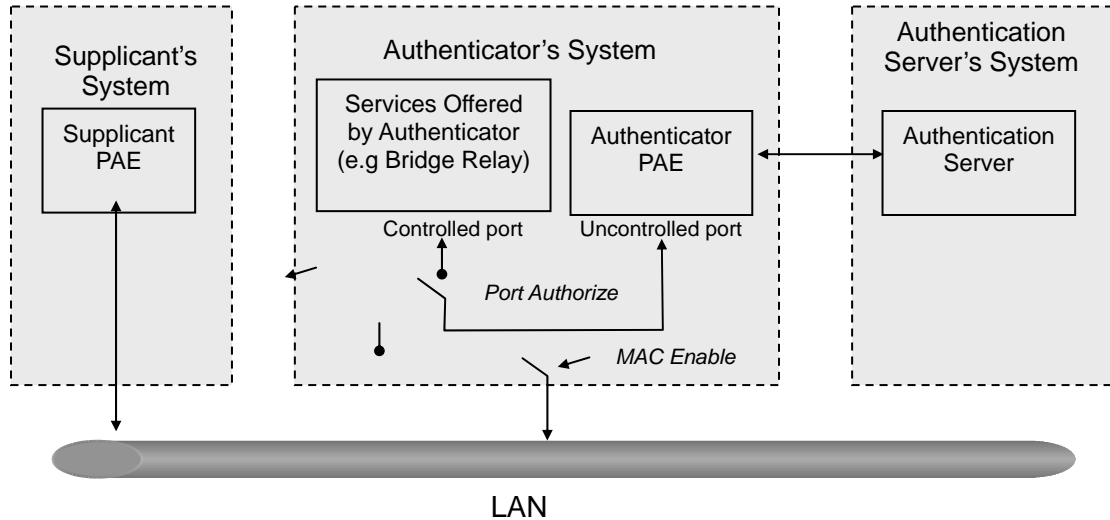 Supplicant's
System
Supplicant
PAE
Authenticator's System
Services Offered
by Authenticator
(e.g Bridge Relay)
Authenticator
PAE
Controlled port
Uncontrolled port
Port Authorize
MAC Enable
Authentication
Server's System
Authentication
Server
LAN